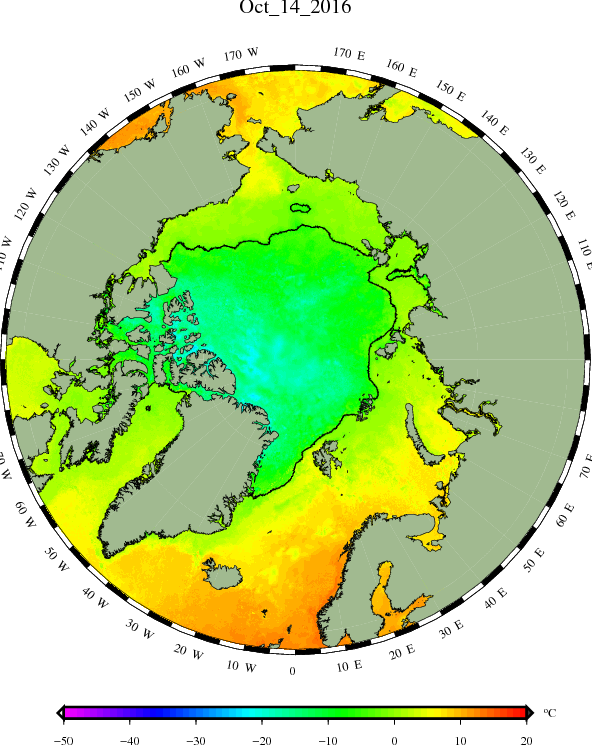 Oct_14_2016
170 W
170 E
160 W
160 E
150 W
150 E
140 W
140 E
130 W
130 E
120 W
120 E
110 E
70 E
60 W
60 E
50 W
50 E
40 W
40 E
30 W
30 E
20 W
20 E
10 W
10 E
0
°C
−50 −40 −30 −20 −10 0 10 20